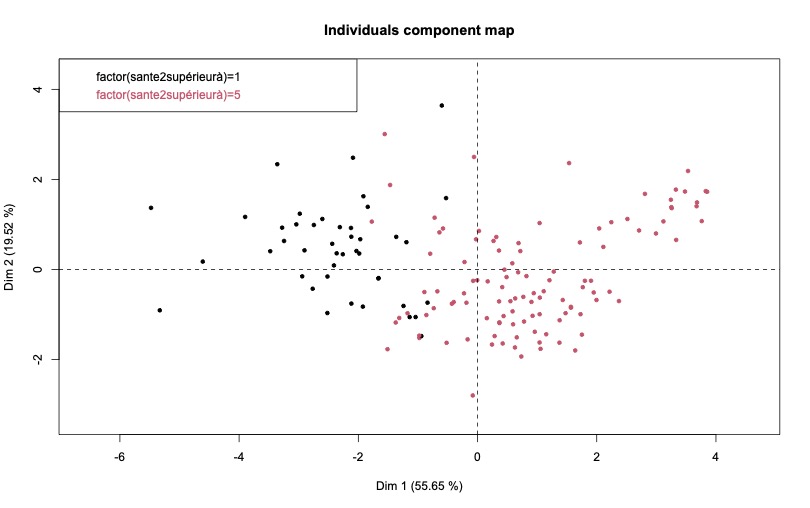 Individuals component map
factor(sante2supérieurà)=1
factor(sante2supérieurà)=5
4
2
0
-2
Dim 2 (19.52 %)
-6
-4
-2
0
2
4
Dim 1 (55.65 %)